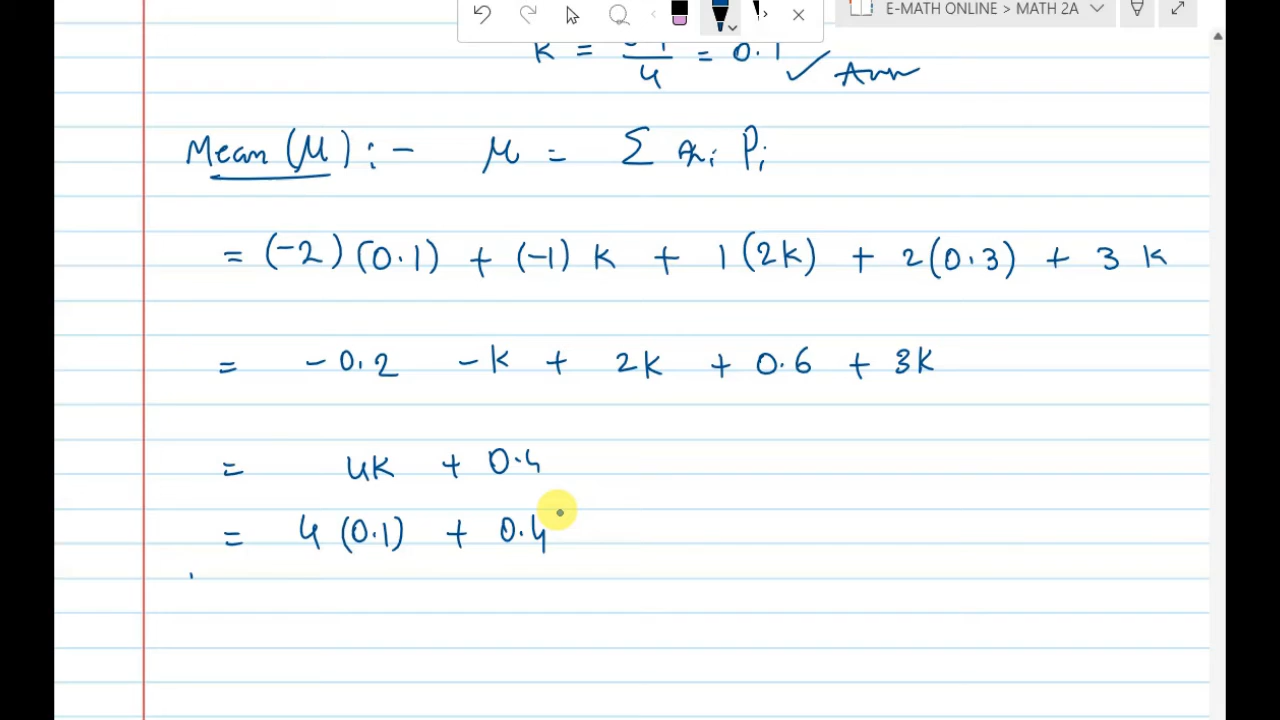 E-MATH ONLINE > MATH 2A
k = /4 = 0.1 ✓ Ans
Mean (μ) :- μ = Σ xᵢ Pᵢ
= (-2) (0.1) + (-1) k + 1 (2k) + 2 (0.3) + 3 k
= -0.2 -k + 2k + 0.6 + 3k
= 4k + 0.4
= 4 (0.1) + 0.4